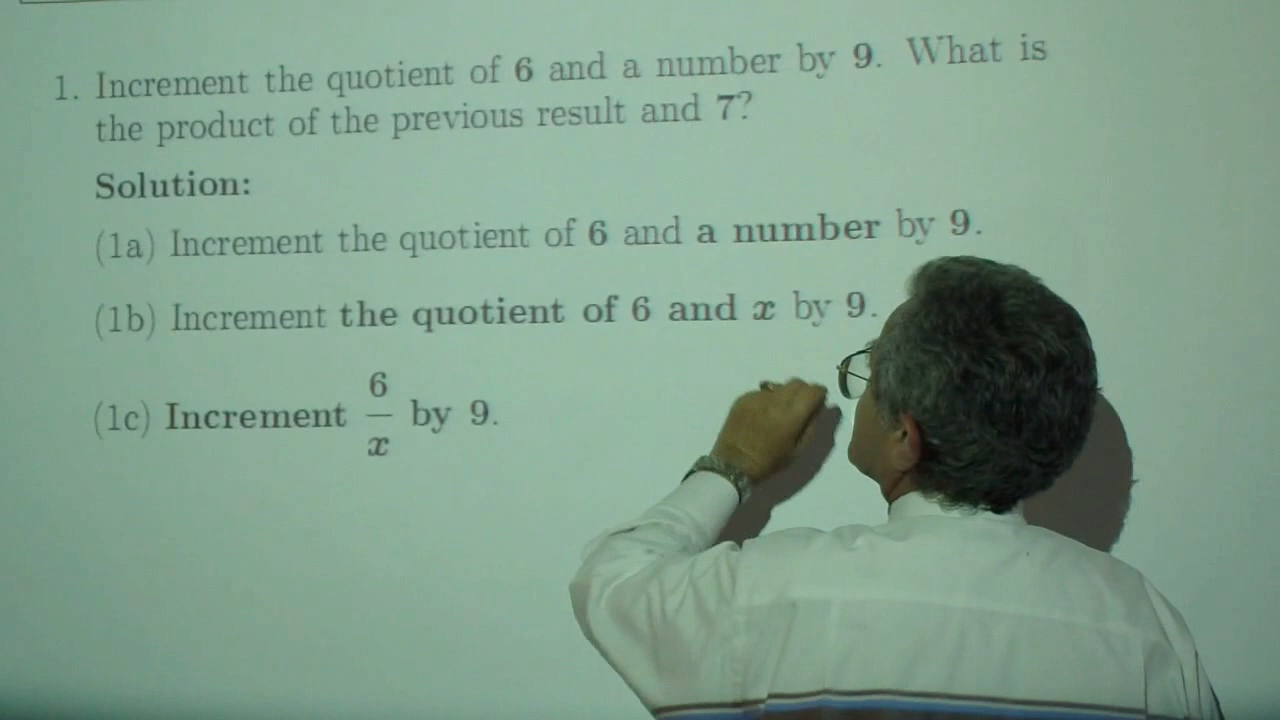 1. Increment the quotient of 6 and a number by 9. What is
the product of the previous result and 7?
Solution:
(1a) Increment the quotient of 6 and a number by 9.
(1b) Increment the quotient of 6 and x by 9.
(1c) Increment 6/x by 9.